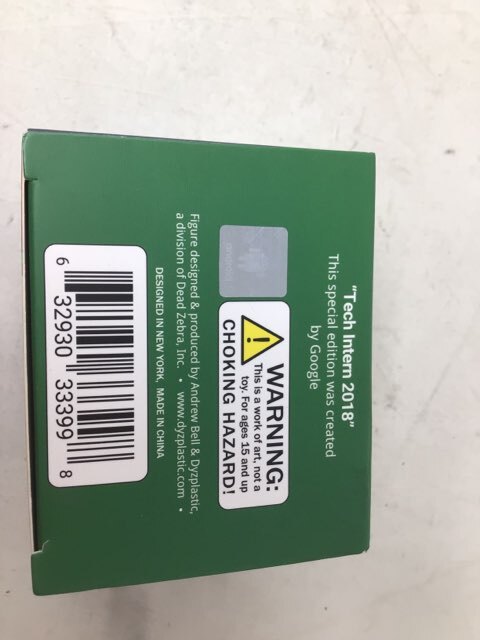 "Tech Intern 2018"
This special edition was created
by Google
android
WARNING:
This is a work of art, not a
toy. For ages 15 and up
CHOKING HAZARD!
Figure designed & produced by Andrew Bell & Dyzplastic,
a division of Dead Zebra, Inc. • www.dyzplastic.com •
DESIGNED IN NEW YORK, MADE IN CHINA
6 32930 33399 8